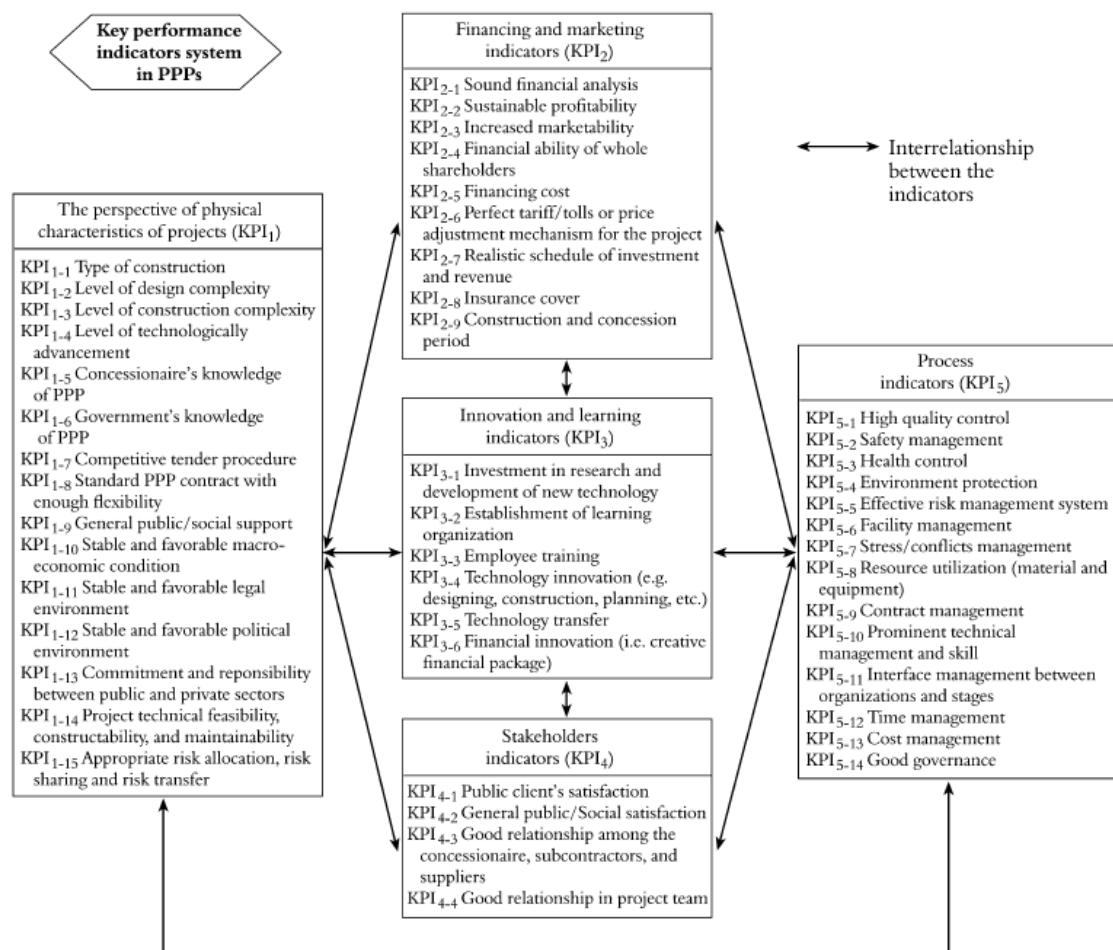 Key performance
indicators system
in PPPs
Financing and marketing
indicators (KPI2)
KPI2-1 Sound financial analysis
KPI2-2 Sustainable profitability
KPI2-3 Increased marketability
KPI2-4 Financial ability of whole
shareholders
KPI2-5 Financing cost
KPI2-6 Perfect tariff/tolls or price
adjustment mechanism for the project
KPI2-7 Realistic schedule of investment
and revenue
KPI2-8 Insurance cover
KPI2-9 Construction and concession
period
Interrelationship
between the
indicators
The perspective of physical
characteristics of projects (KPI1)
KPI1-1 Type of construction
KPI1-2 Level of design complexity
KPI1-3 Level of construction complexity
KPI1-4 Level of technologically
advancement
KPI1-5 Concessionaire's knowledge
of PPP
KPI1-6 Government's knowledge
of PPP
KPI1-7 Competitive tender procedure
KPI1-8 Standard PPP contract with
enough flexibility
KPI1-9 General public/social support
KPI1-10 Stable and favorable macro-
economic condition
KPI1-11 Stable and favorable legal
environment
KPI1-12 Stable and favorable political
environment
KPI1-13 Commitment and reponsibility
between public and private sectors
KPI1-14 Project technical feasibility,
constructability, and maintainability
KPI1-15 Appropriate risk allocation, risk
sharing and risk transfer
Innovation and learning
indicators (KPI3)
KPI3-1 Investment in research and
development of new technology
KPI3-2 Establishment of learning
organization
KPI3-3 Employee training
KPI3-4 Technology innovation (e.g.
designing, construction, planning, etc.)
KPI3-5 Technology transfer
KPI3-6 Financial innovation (i.e. creative
financial package)
Stakeholders
indicators (KPI4)
KPI4-1 Public client's satisfaction
KPI4-2 General public/Social satisfaction
KPI4-3 Good relationship among the
concessionaire, subcontractors, and
suppliers
KPI4-4 Good relationship in project team
Process
indicators (KPI5)
KPI5-1 High quality control
KPI5-2 Safety management
KPI5-3 Health control
KPI5-4 Environment protection
KPI5-5 Effective risk management system
KPI5-6 Facility management
KPI5-7 Stress/conflicts management
KPI5-8 Resource utilization (material and
equipment)
KPI5-9 Contract management
KPI5-10 Prominent technical
management and skill
KPI5-11 Interface management between
organizations and stages
KPI5-12 Time management
KPI5-13 Cost management
KPI5-14 Good governance